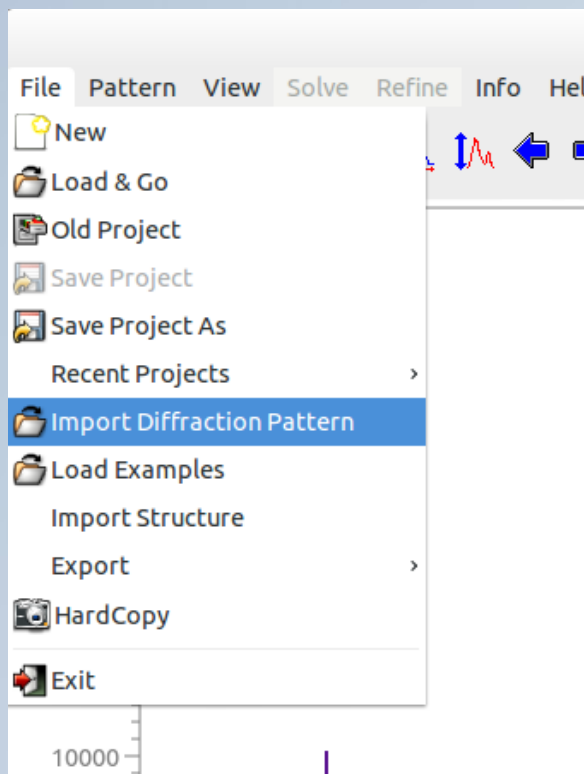 File Pattern View Solve Refine Info
New
Load & Go
Old Project
Save Project
Save Project As
Recent Projects
Import Diffraction Pattern
Load Examples
Import Structure
Export
HardCopy
Exit
10000